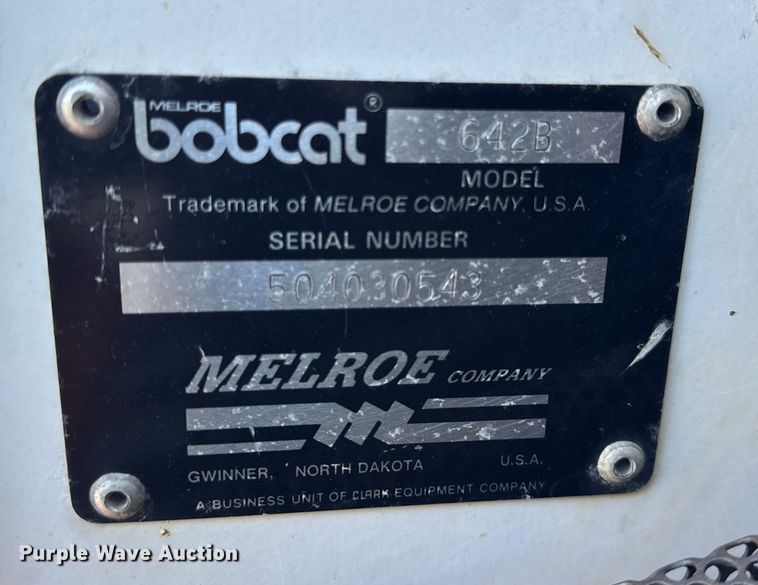 MELROE
bobcat ® 642B
MODEL
Trademark of MELROE COMPANY, U.S.A.
SERIAL NUMBER
504030543
MELROE COMPANY
GWINNER, NORTH DAKOTA U.S.A.
A BUSINESS UNIT OF CLARK EQUIPMENT COMPANY
Purple Wave Auction